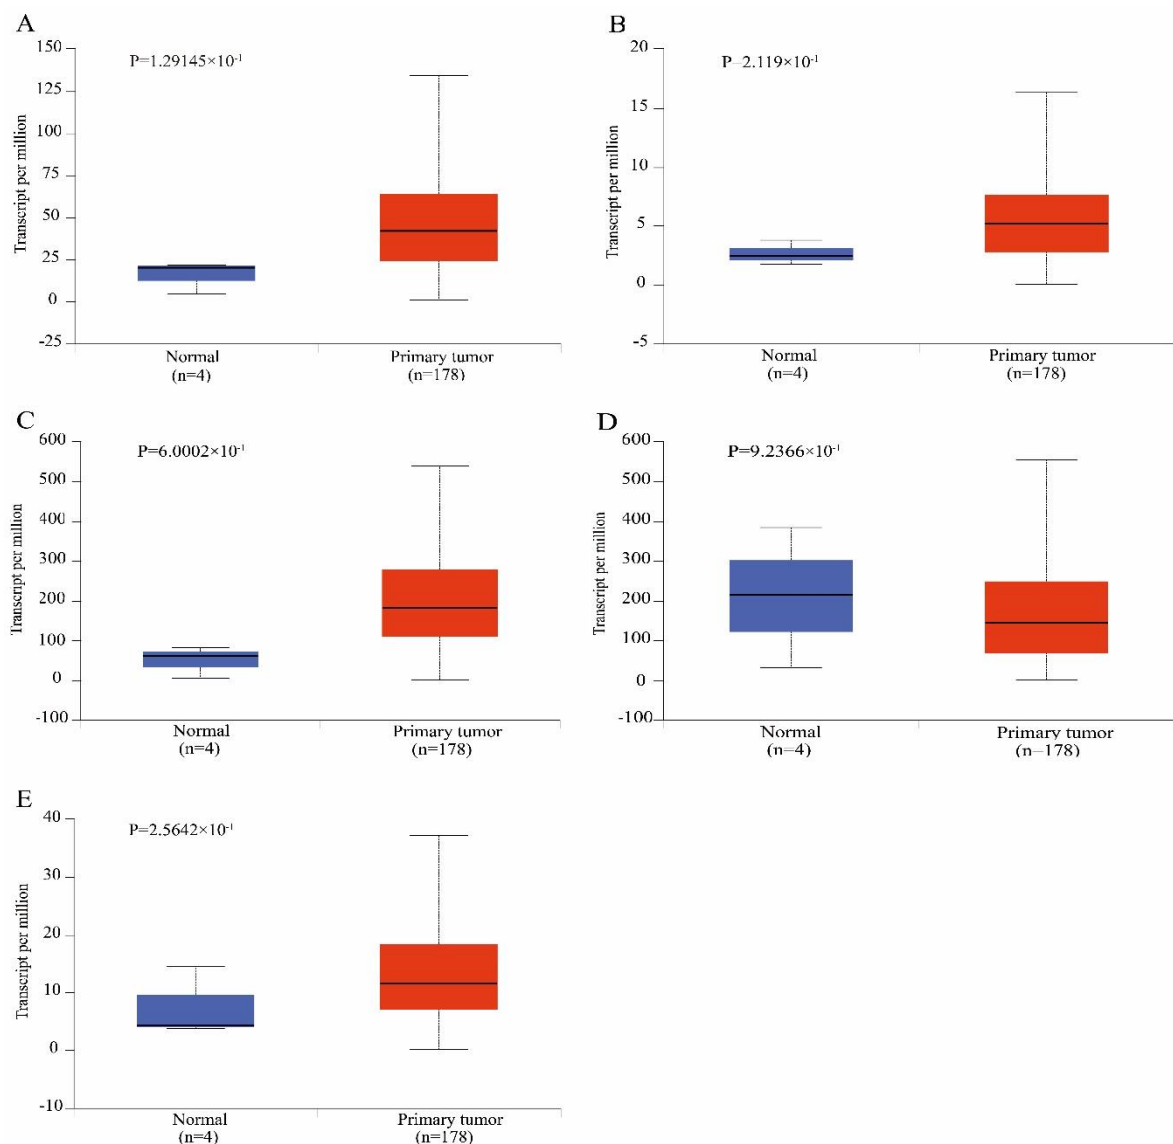 A
P=1.29145×10⁻¹
Transcript per million
150
125
100
75
50
25
0
-25
Normal
(n=4)
Primary tumor
(n=178)
B
P=2.119×10⁻¹
Transcript per million
20
15
10
5
0
-5
Normal
(n=4)
Primary tumor
(n=178)
C
P=6.0002×10⁻¹
Transcript per million
600
500
400
300
200
100
0
-100
Normal
(n=4)
Primary tumor
(n=178)
D
P=9.2366×10⁻¹
Transcript per million
600
500
400
300
200
100
0
-100
Normal
(n=4)
Primary tumor
(n=178)
E
P=2.5642×10⁻¹
Transcript per million
40
30
20
10
0
-10
Normal
(n=4)
Primary tumor
(n=178)